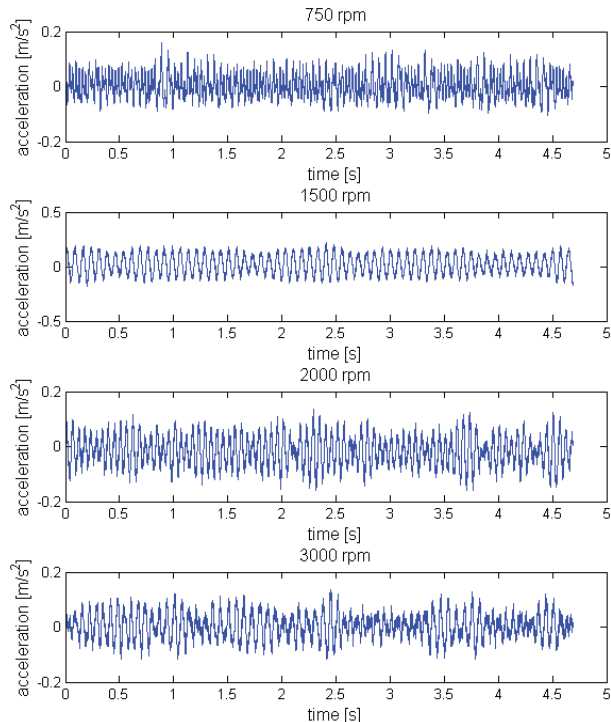 750 rpm
acceleration [m/s²]
0.2
0
-0.2
0 0.5 1 1.5 2 2.5 3 3.5 4 4.5 5
time [s]
1500 rpm
acceleration [m/s²]
0.5
0
-0.5
0 0.5 1 1.5 2 2.5 3 3.5 4 4.5 5
time [s]
2000 rpm
acceleration [m/s²]
0.2
0
-0.2
0 0.5 1 1.5 2 2.5 3 3.5 4 4.5 5
time [s]
3000 rpm
acceleration [m/s²]
0.2
0
-0.2
0 0.5 1 1.5 2 2.5 3 3.5 4 4.5 5
time [s]